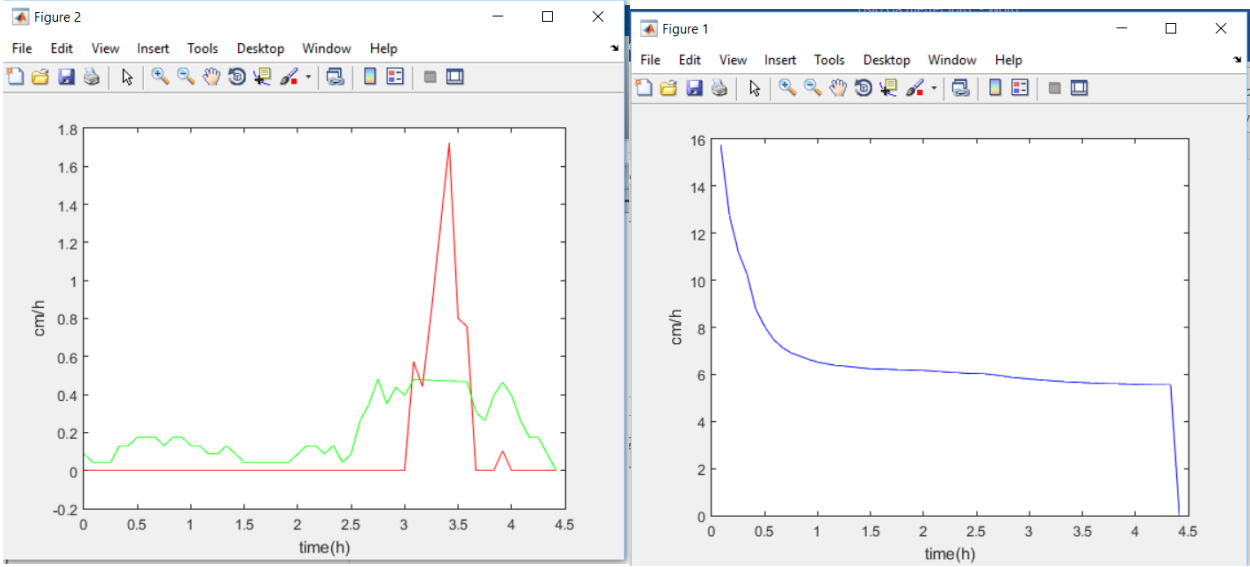 Figure 2
File Edit View Insert Tools Desktop Window Help
1.8
1.6
1.4
1.2
1
0.8
0.6
0.4
0.2
0
-0.2
cm/h
0 0.5 1 1.5 2 2.5 3 3.5 4 4.5
time(h)
Figure 1
File Edit View Insert Tools Desktop Window Help
16
14
12
10
8
6
4
2
0
cm/h
0 0.5 1 1.5 2 2.5 3 3.5 4 4.5
time(h)